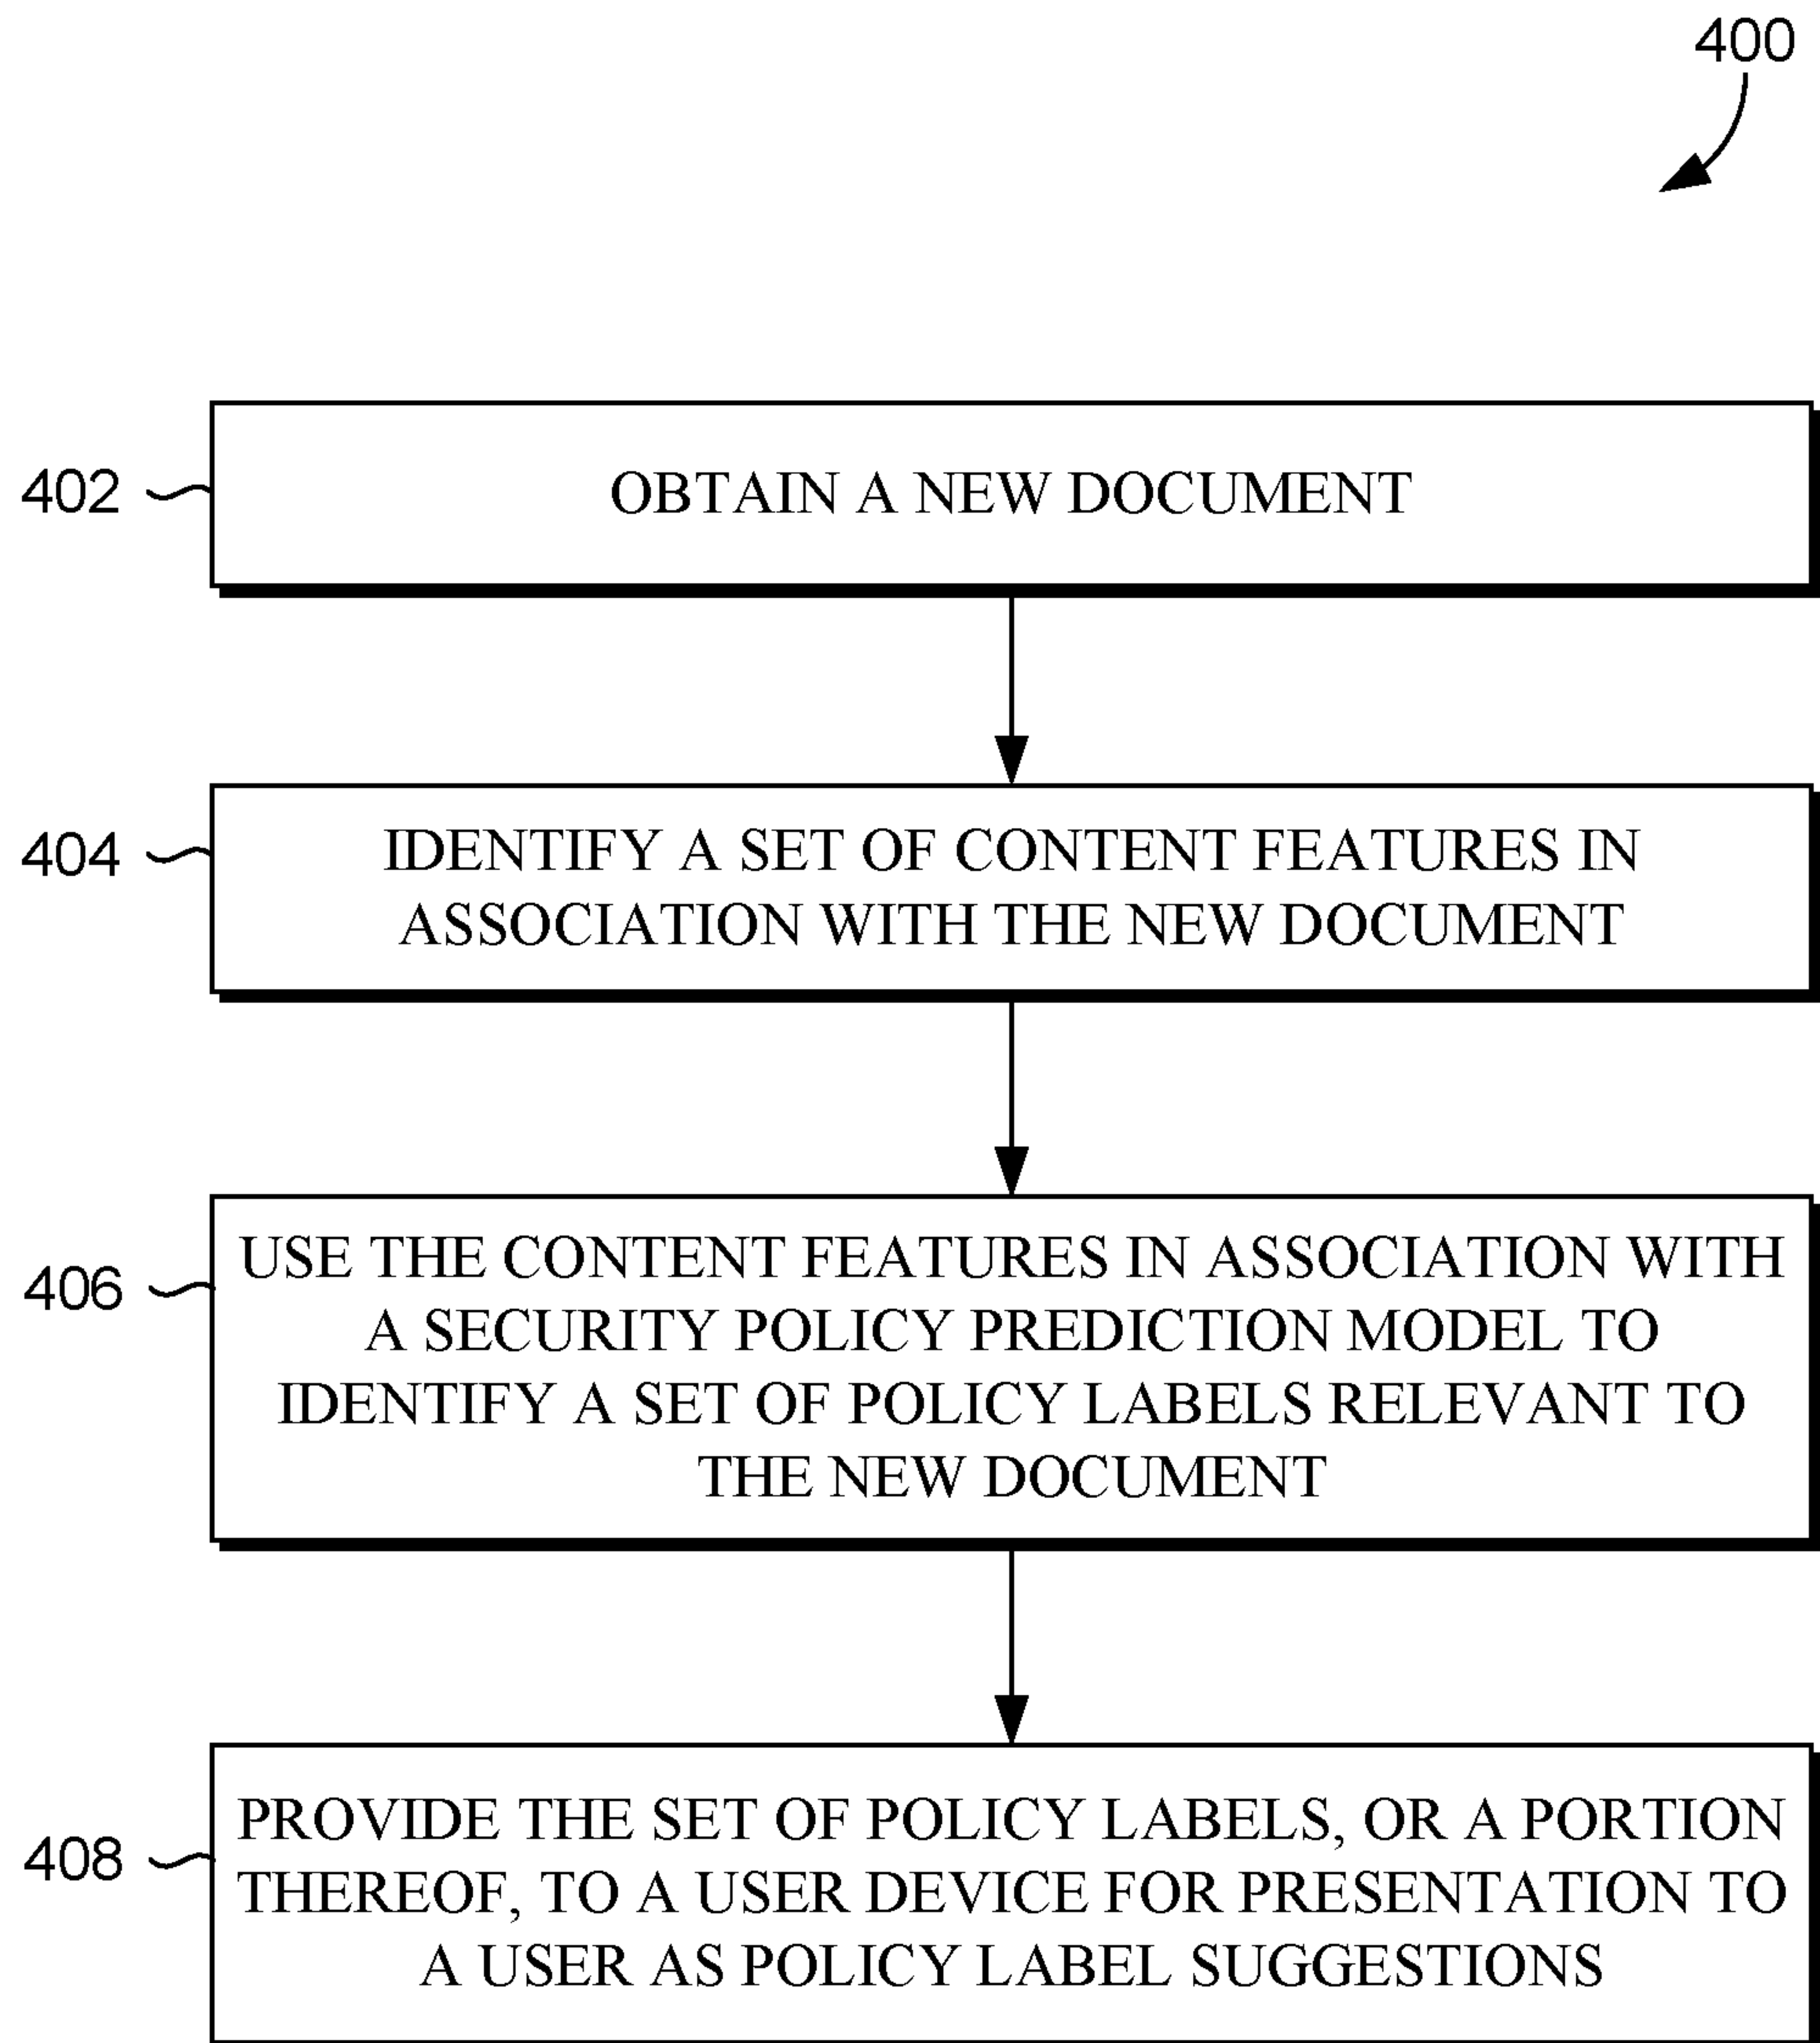 400
402
OBTAIN A NEW DOCUMENT
404
IDENTIFY A SET OF CONTENT FEATURES IN
ASSOCIATION WITH THE NEW DOCUMENT
406
USE THE CONTENT FEATURES IN ASSOCIATION WITH
A SECURITY POLICY PREDICTION MODEL TO
IDENTIFY A SET OF POLICY LABELS RELEVANT TO
THE NEW DOCUMENT
408
PROVIDE THE SET OF POLICY LABELS, OR A PORTION
THEREOF, TO A USER DEVICE FOR PRESENTATION TO
A USER AS POLICY LABEL SUGGESTIONS